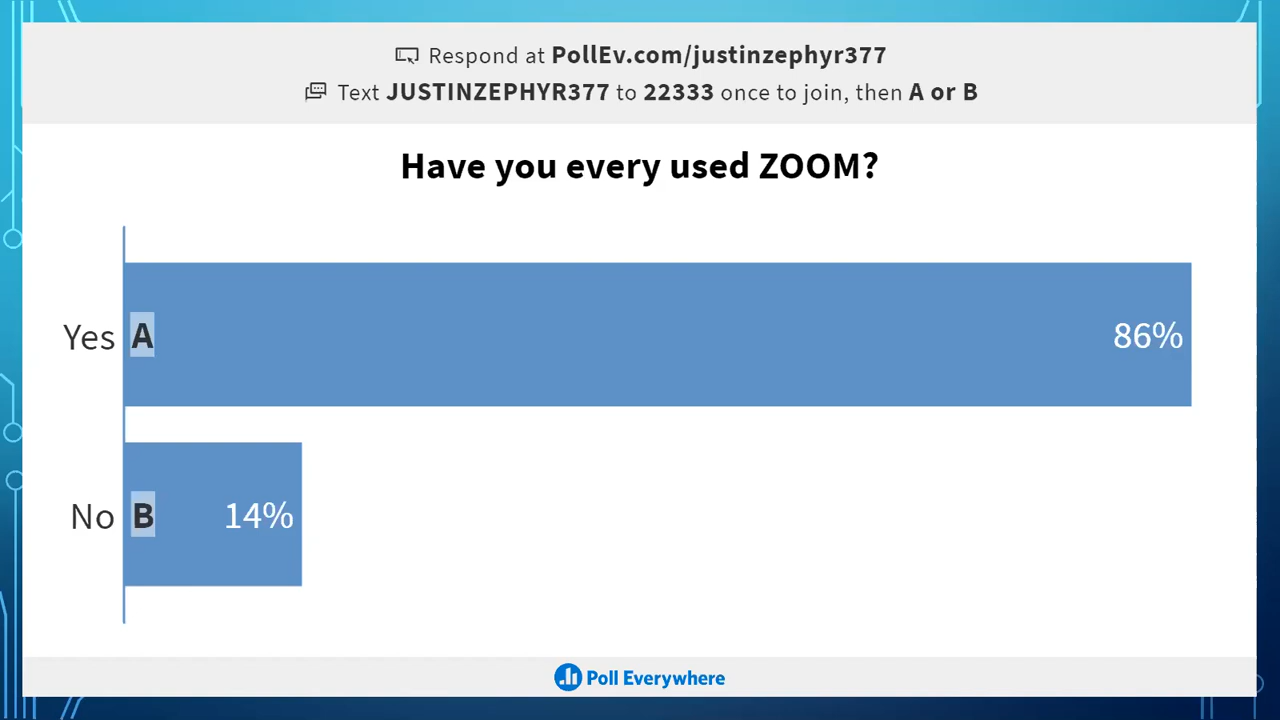 Respond at PollEv.com/justinzephyr377
Text JUSTINZEPHYR377 to 22333 once to join, then A or B
Have you every used ZOOM?
Yes A 86%
No B 14%
Poll Everywhere